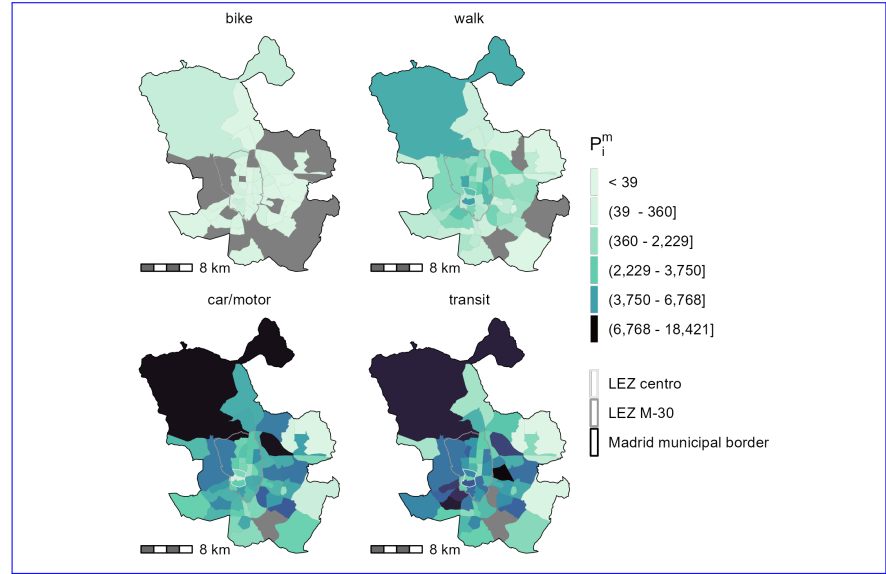 bike
walk
8 km
8 km
car/motor
transit
8 km
8 km
P_i^m
< 39
(39 - 360]
(360 - 2,229]
(2,229 - 3,750]
(3,750 - 6,768]
(6,768 - 18,421]
LEZ centro
LEZ M-30
Madrid municipal border